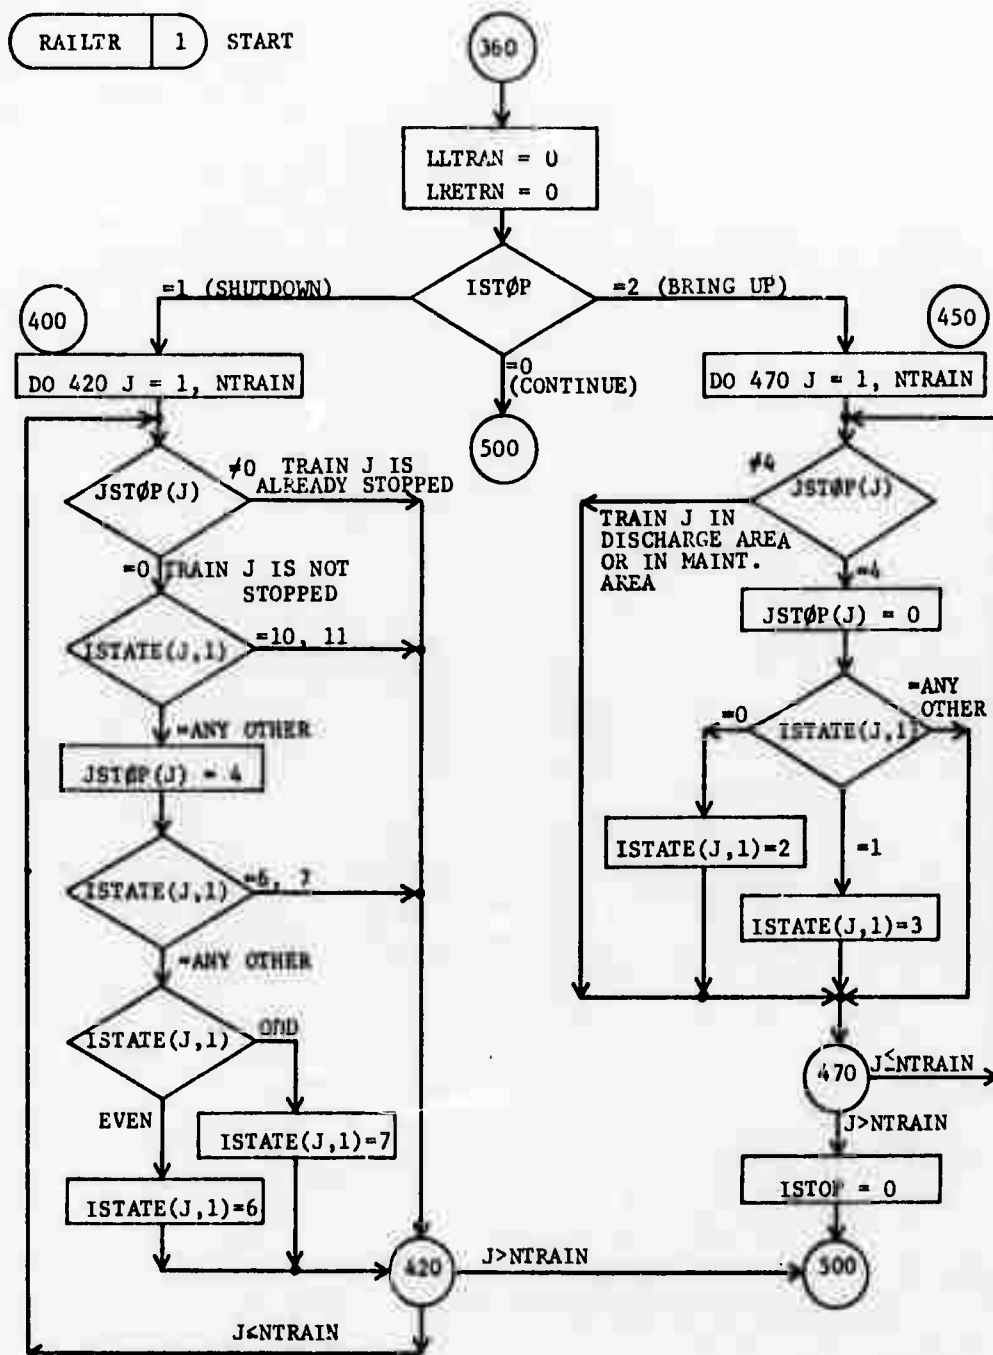 RAILTR 1 START
360
LLTRAN = 0
LRETRN = 0
ISTØP
=1 (SHUTDOWN)
=2 (BRING UP)
=0
(CONTINUE)
500
400
DO 420 J = 1, NTRAIN
JSTØP(J)
≠0 TRAIN J IS
ALREADY STOPPED
=0 TRAIN J IS NOT
STOPPED
ISTATE(J,1)
=10, 11
=ANY OTHER
JSTØP(J) = 4
ISTATE(J,1)
=6, 7
=ANY OTHER
ISTATE(J,1)
ODD
EVEN
ISTATE(J,1)=7
ISTATE(J,1)=6
420
J>NTRAIN
J≤NTRAIN
450
DO 470 J = 1, NTRAIN
≠4
JSTØP(J)
TRAIN J IN
DISCHARGE AREA
OR IN MAINT.
AREA
=4
JSTØP(J) = 0
=ANY
OTHER
=0
ISTATE(J,1)
ISTATE(J,1)=2
=1
ISTATE(J,1)=3
470
J≤NTRAIN
J>NTRAIN
ISTOP = 0
500